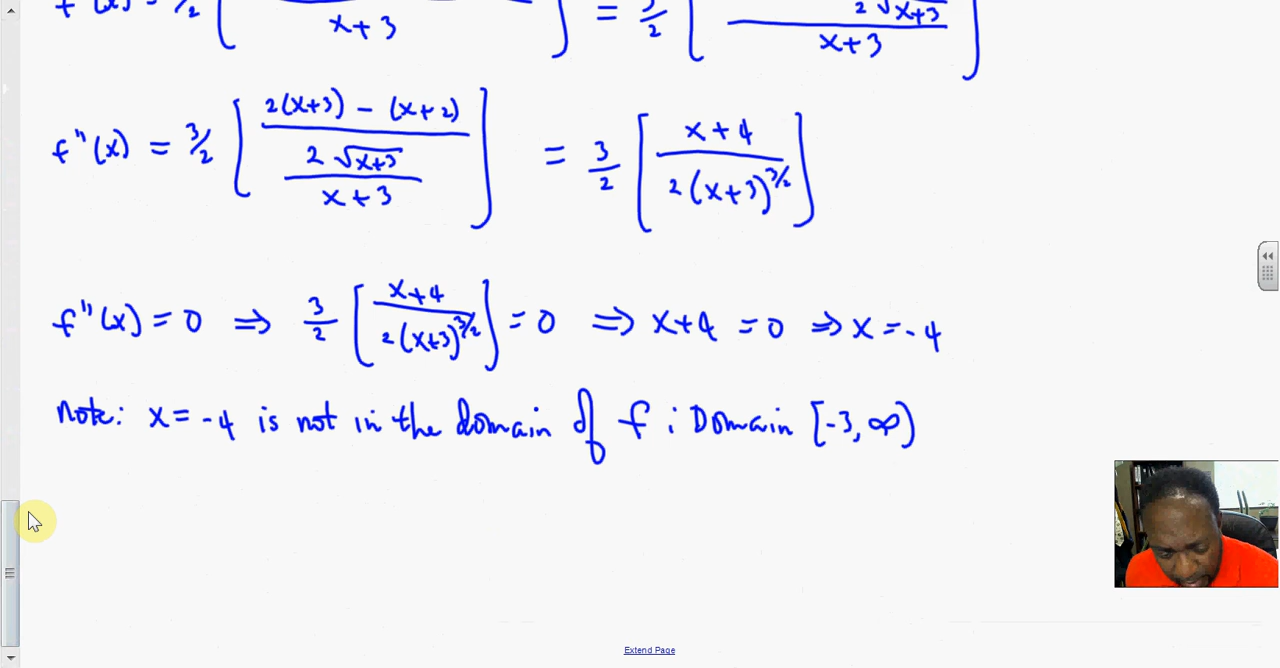 x+3 = 3/2 [ 2√x+3 / x+3 ]
f"(x) = 3/2 [ 2(x+3) - (x+2) / 2√x+3 / x+3 ] = 3/2 [ x+4 / 2(x+3)^3/2 ]
f"(x) = 0 ⇒ 3/2 [ x+4 / 2(x+3)^3/2 ] = 0 ⇒ x+4 = 0 ⇒ x = -4
Note: x = -4 is not in the domain of f ; Domain [-3, ∞)
Extend Page